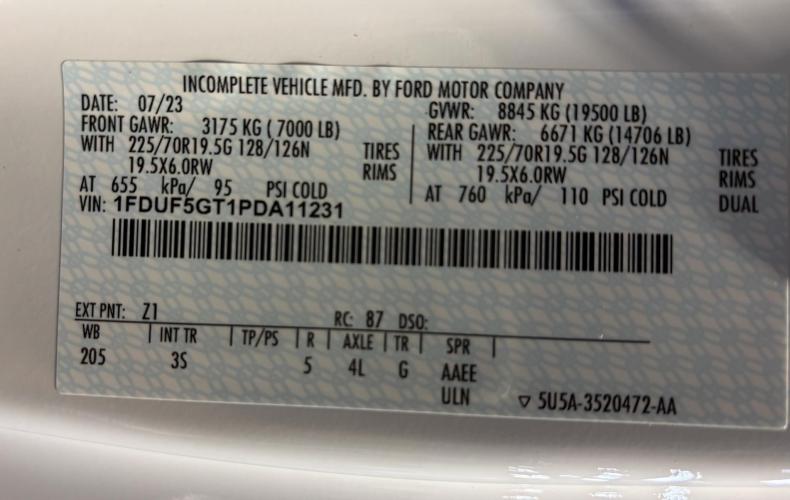 INCOMPLETE VEHICLE MFD. BY FORD MOTOR COMPANY
DATE: 07/23 GVWR: 8845 KG (19500 LB)
FRONT GAWR: 3175 KG ( 7000 LB) REAR GAWR: 6671 KG (14706 LB)
WITH 225/70R19.5G 128/126N TIRES WITH 225/70R19.5G 128/126N TIRES
19.5X6.0RW RIMS 19.5X6.0RW RIMS
AT 655 kPa/ 95 PSI COLD AT 760 kPa/ 110 PSI COLD DUAL
VIN: 1FDUF5GT1PDA11231
EXT PNT: Z1 RC: 87 DSO:
WB | INT TR | TP/PS | R | AXLE | TR | SPR |
205 3S 5 4L G AAEE
ULN ▽ 5U5A-3520472-AA